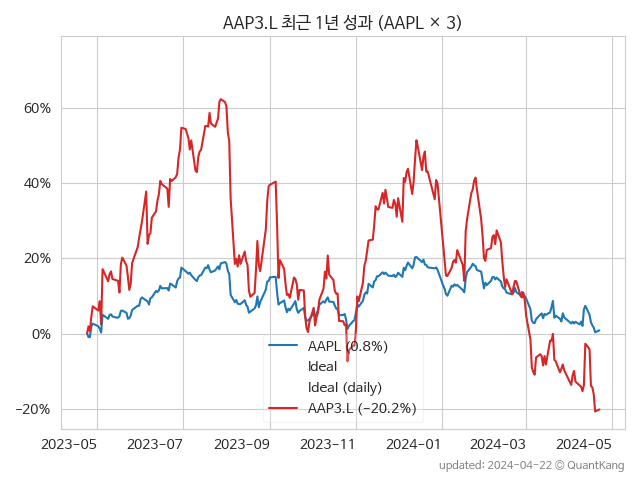 AAP3.L 최근 1년 성과 (AAPL × 3)
60%
40%
20%
0%
−20%
AAPL (0.8%)
Ideal
Ideal (daily)
AAP3.L (−20.2%)
2023−05
2023−07
2023−09
2023−11
2024−01
2024−03
2024−05
updated: 2024−04−22 © QuantKang